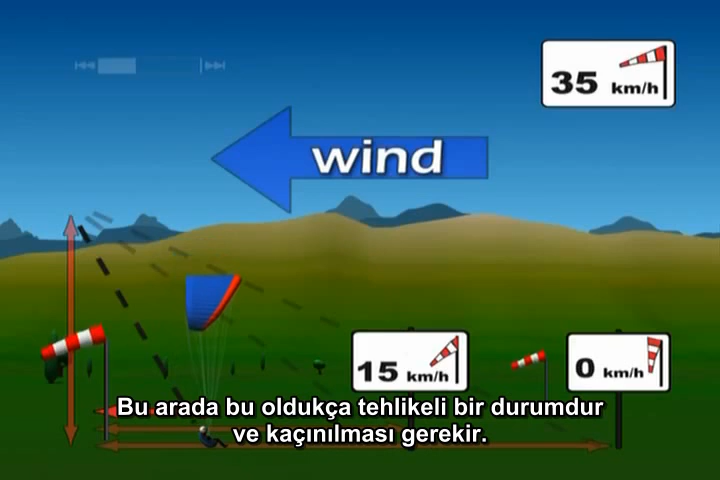 35 km/h
wind
15 km/h
0 km/h
Bu arada bu oldukça tehlikeli bir durumdur
ve kaçınılması gerekir.